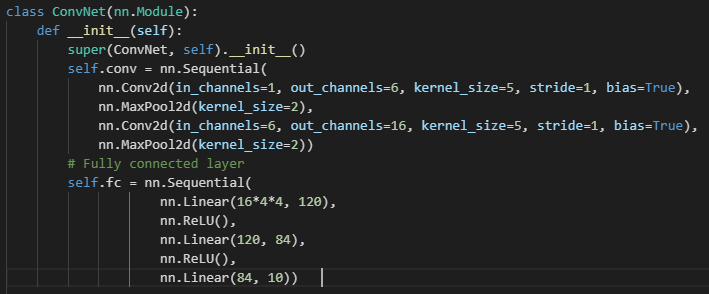 class ConvNet(nn.Module):
    def __init__(self):
        super(ConvNet, self).__init__()
        self.conv = nn.Sequential(
            nn.Conv2d(in_channels=1, out_channels=6, kernel_size=5, stride=1, bias=True),
            nn.MaxPool2d(kernel_size=2),
            nn.Conv2d(in_channels=6, out_channels=16, kernel_size=5, stride=1, bias=True),
            nn.MaxPool2d(kernel_size=2))
        # Fully connected layer
        self.fc = nn.Sequential(
                    nn.Linear(16*4*4, 120),
                    nn.ReLU(),
                    nn.Linear(120, 84),
                    nn.ReLU(),
                    nn.Linear(84, 10))